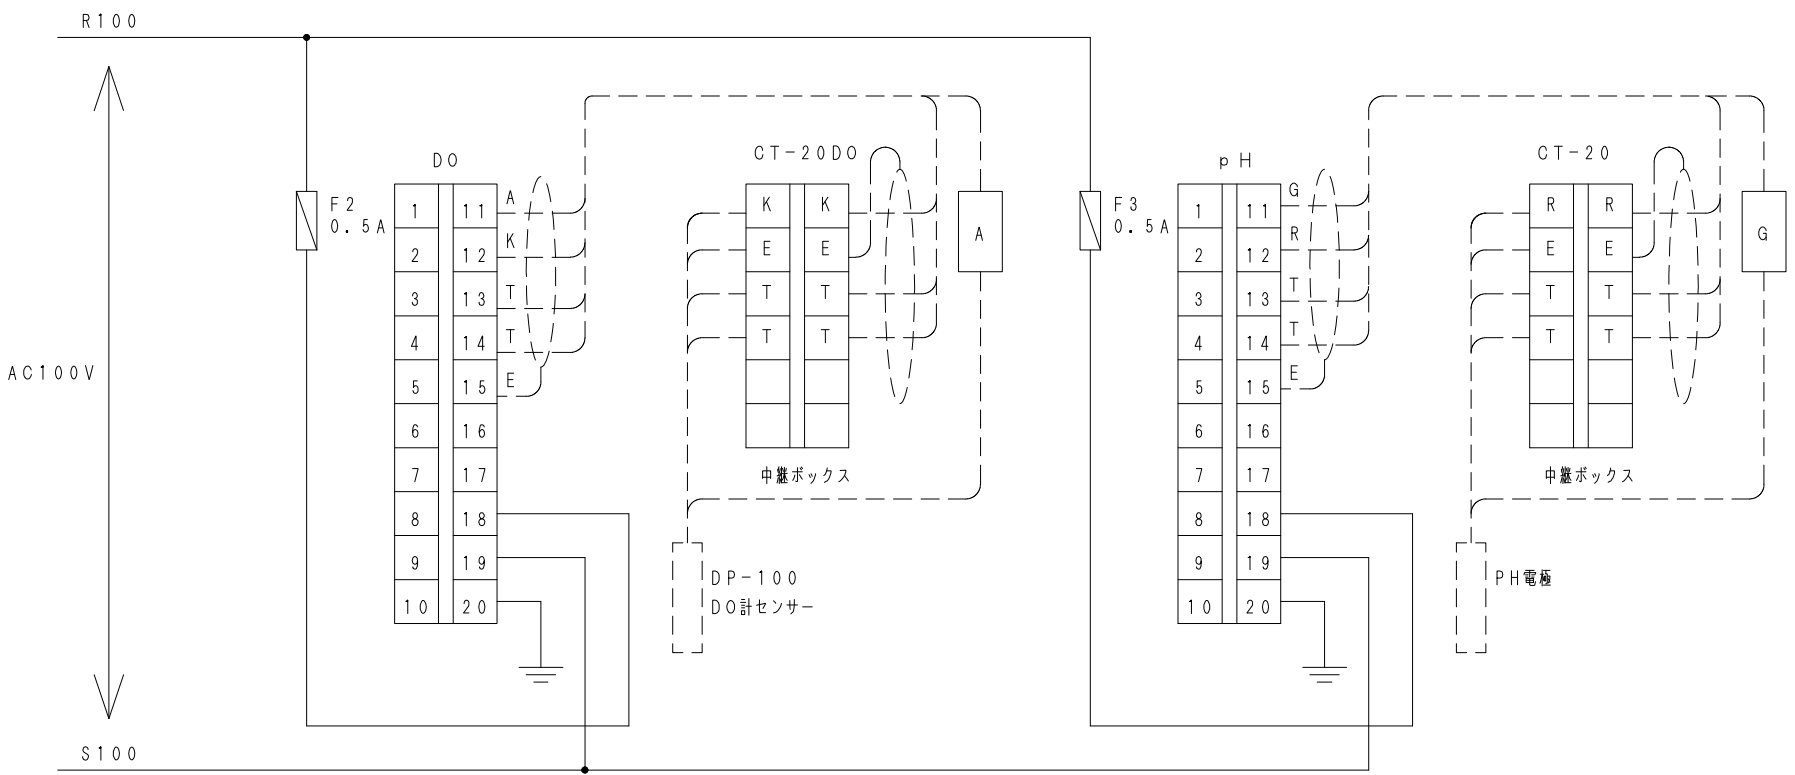 R100
AC100V
S100
F2
0.5A
DO
1 11 A
2 12 K
3 13 T
4 14 T
5 15 E
6 16
7 17
8 18
9 19
10 20
CT-20DO
K K
E E
T T
T T
中継ボックス
A
DP-100
DO計センサー
F3
0.5A
pH
1 11 G
2 12 R
3 13 T
4 14 T
5 15 E
6 16
7 17
8 18
9 19
10 20
CT-20
R R
E E
T T
T T
中継ボックス
G
PH電極